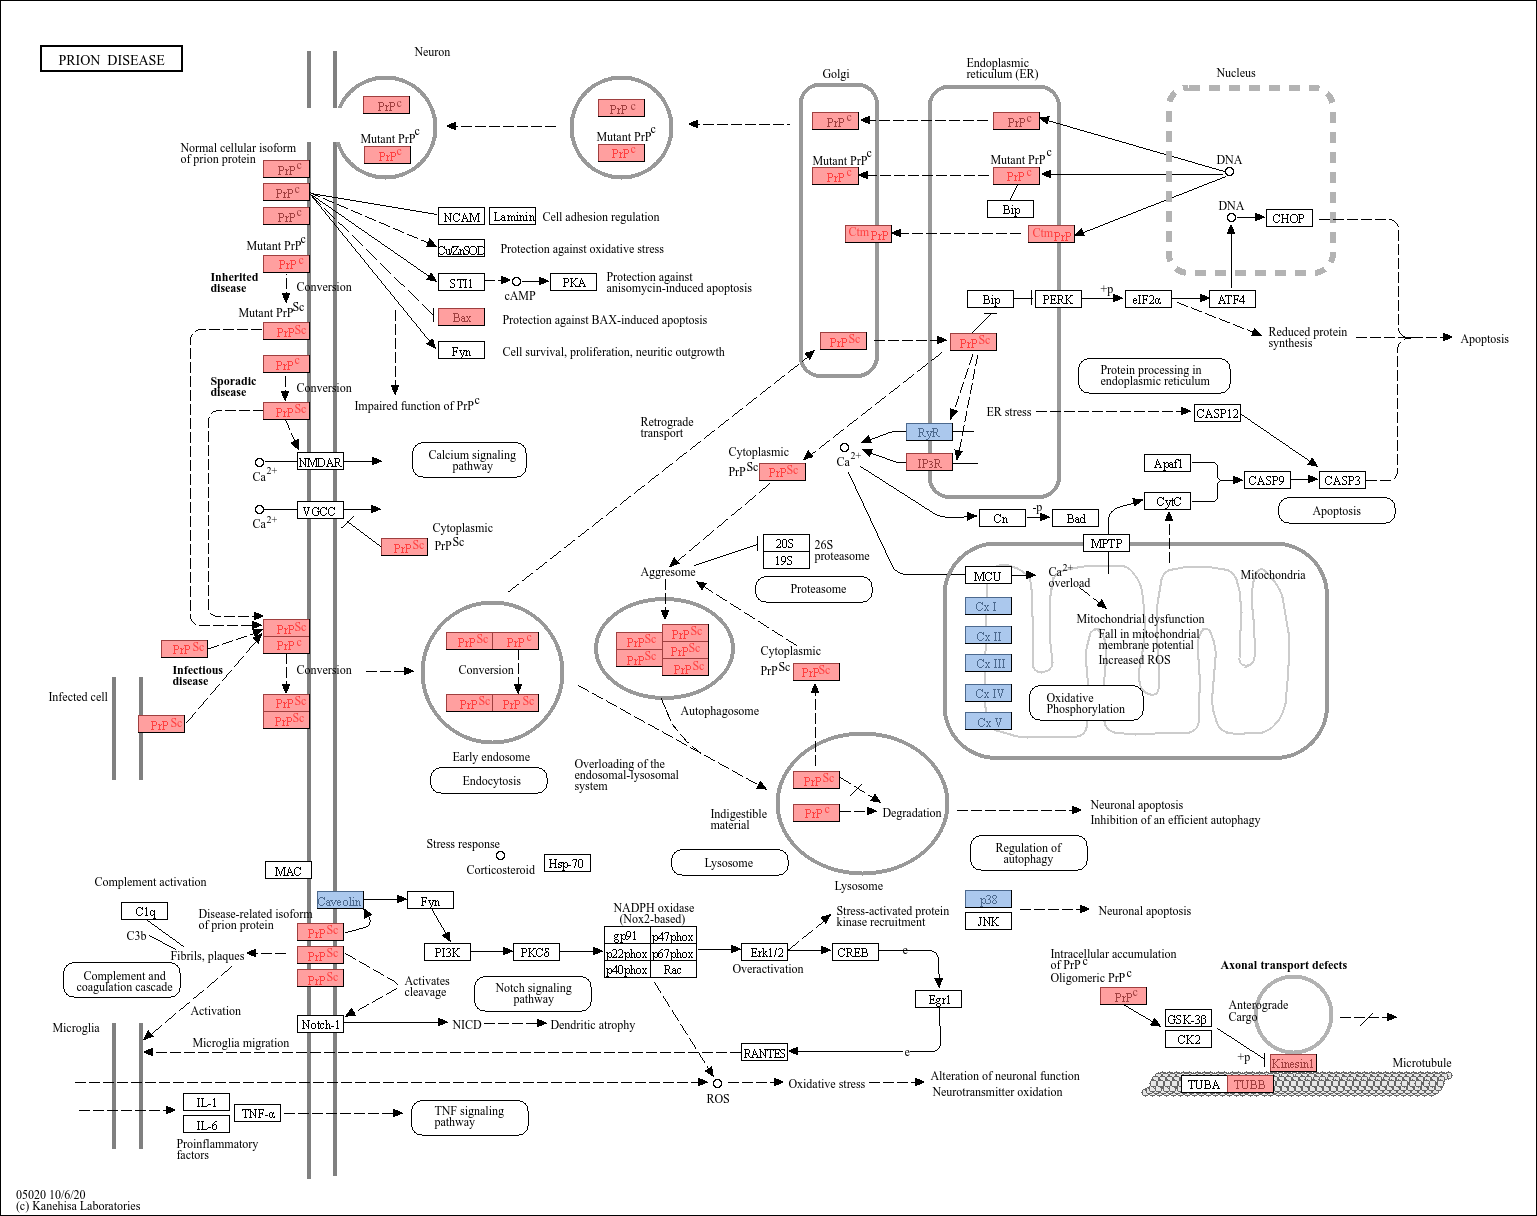 PRION DISEASE
Neuron
Golgi
Endoplasmic
reticulum (ER)
Nucleus
PrP c
Mutant PrP c
PrP c
PrP c
Mutant PrP c
PrP c
PrP c
Mutant PrP c
PrP c
CtmPrP
PrP c
Mutant PrP c
PrP c
Bip
CtmPrP
DNA
DNA
CHOP
Normal cellular isoform
of prion protein
PrP c
PrP c
PrP c
Mutant PrP c
PrP c
Inherited
disease
Conversion
Mutant PrP Sc
PrP Sc
PrP c
Sporadic
disease
Conversion
PrP Sc
NCAM
Laminin
Cell adhesion regulation
Cu/ZnSOD
Protection against oxidative stress
STI1
cAMP
PKA
Protection against
anisomycin-induced apoptosis
Bax
Protection against BAX-induced apoptosis
Fyn
Cell survival, proliferation, neuritic outgrowth
Impaired function of PrP c
Bip
PERK
+p
eIF2α
ATF4
Reduced protein
synthesis
Apoptosis
PrP Sc
PrP Sc
Protein processing in
endoplasmic reticulum
ER stress
CASP12
Retrograde
transport
RyR
IP3R
Ca2+
Cytoplasmic
PrP Sc
PrP Sc
Apaf1
CytC
CASP9
CASP3
Apoptosis
Ca2+
NMDAR
Calcium signaling
pathway
Ca2+
VGCC
Cytoplasmic
PrP Sc
PrP Sc
Cn
-p
Bad
MPTP
20S
19S
26S
proteasome
Proteasome
Aggresome
MCU
Ca2+
overload
Mitochondria
Cx I
Cx II
Cx III
Cx IV
Cx V
Mitochondrial dysfunction
Fall in mitochondrial
membrane potential
Increased ROS
Oxidative
Phosphorylation
PrP Sc
PrP Sc
PrP c
Infectious
disease
Conversion
PrP Sc
PrP Sc
Infected cell
PrP Sc
PrP Sc
PrP c
Conversion
PrP Sc
PrP Sc
Early endosome
Endocytosis
PrP Sc
PrP Sc
PrP Sc
PrP Sc
PrP Sc
Autophagosome
Cytoplasmic
PrP Sc
PrP Sc
Overloading of the
endosomal-lysosomal
system
Indigestible
material
PrP Sc
PrP c
Degradation
Lysosome
Lysosome
Neuronal apoptosis
Inhibition of an efficient autophagy
Regulation of
autophagy
Stress response
Corticosteroid
Hsp-70
MAC
Complement activation
C1q
C3b
Disease-related isoform
of prion protein
Fibrils, plaques
Complement and
coagulation cascade
Caveolin
PrP Sc
PrP Sc
PrP Sc
Fyn
PI3K
PKCδ
NADPH oxidase
(Nox2-based)
gp91
p47phox
p22phox
p67phox
p40phox
Rac
Erk1/2
Overactivation
Stress-activated protein
kinase recruitment
CREB
e
Egr1
e
RANTES
p38
JNK
Neuronal apoptosis
Activates
cleavage
Notch signaling
pathway
Notch-1
NICD
Dendritic atrophy
Activation
Microglia
Microglia migration
ROS
Oxidative stress
Alteration of neuronal function
Neurotransmitter oxidation
IL-1
IL-6
TNF-α
Proinflammatory
factors
TNF signaling
pathway
Intracellular accumulation
of PrP c
Oligomeric PrP c
PrP c
GSK-3β
CK2
Axonal transport defects
Anterograde
Cargo
+p
Kinesin1
Microtubule
TUBA
TUBB
05020 10/6/20
(c) Kanehisa Laboratories